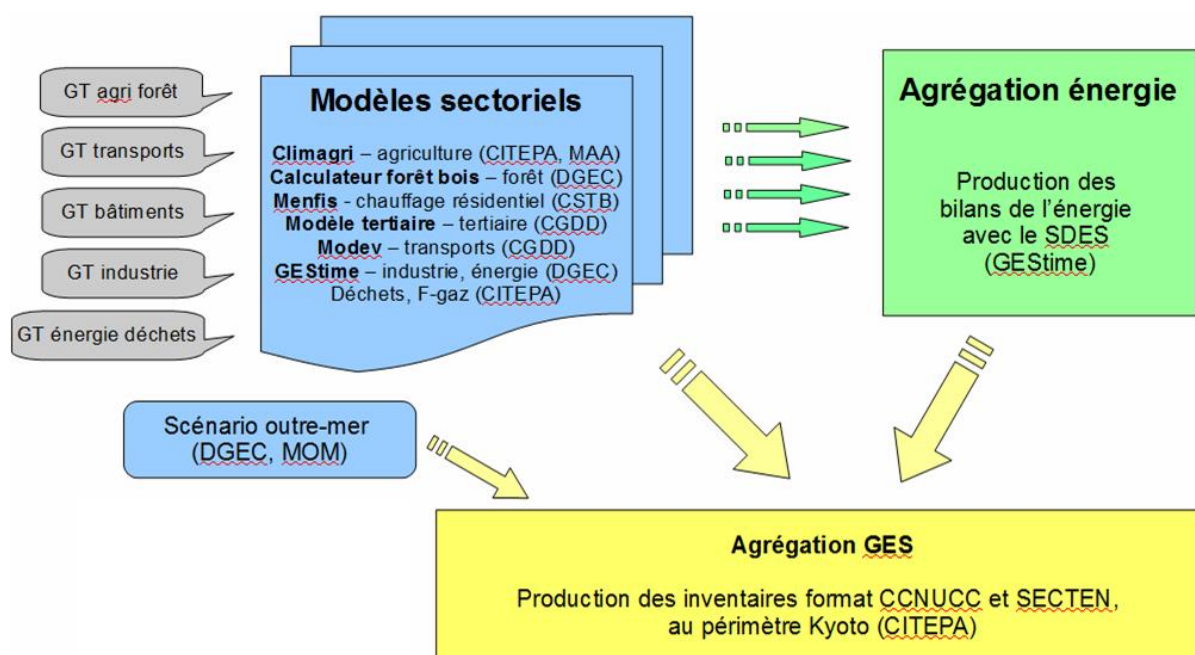 GT agri forêt
GT transports
GT bâtiments
GT industrie
GT énergie déchets
Modèles sectoriels
Climagri – agriculture (CITEPA, MAA)
Calculateur forêt bois – forêt (DGEC)
Menfis - chauffage résidentiel (CSTB)
Modèle tertiaire – tertiaire (CGDD)
Modev – transports (CGDD)
GEStime – industrie, énergie (DGEC)
Déchets, F-gaz (CITEPA)
Agrégation énergie
Production des
bilans de l'énergie
avec le SDES
(GEStime)
Scénario outre-mer
(DGEC, MOM)
Agrégation GES
Production des inventaires format CCNUCC et SECTEN,
au périmètre Kyoto (CITEPA)